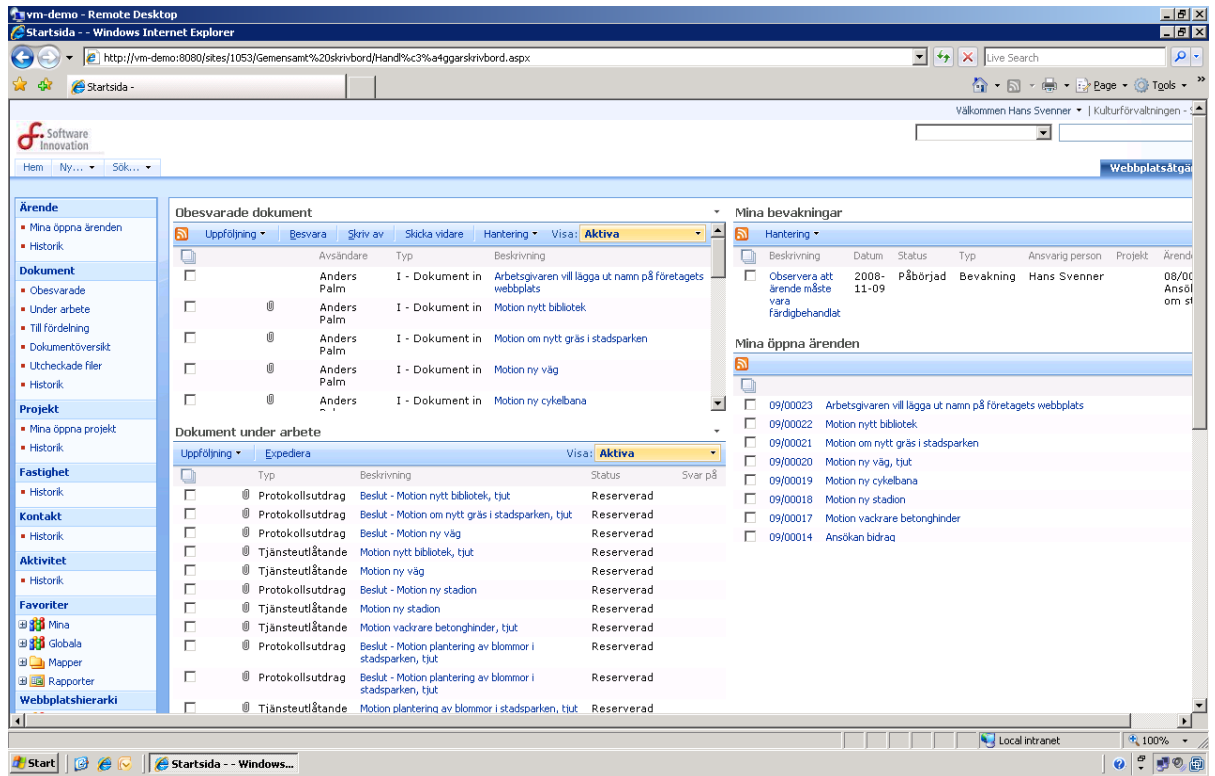 vm-demo - Remote Desktop
Startsida - - Windows Internet Explorer
http://vm-demo:8080/sites/1053/Gemensamt%20skrivbord/Handl%c3%a4ggarskrivbord.aspx
Live Search
Startsida -
Page
Tools
»
Välkommen Hans Svenner | Kulturförvaltningen -
Software
Innovation
Hem Ny... Sök...
Webbplatsåtgär
Ärende
Mina öppna ärenden
Historik
Dokument
Obesvarade
Under arbete
Till fördelning
Dokumentöversikt
Utcheckade filer
Historik
Projekt
Mina öppna projekt
Historik
Fastighet
Historik
Kontakt
Historik
Aktivitet
Historik
Favoriter
Mina
Globala
Mapper
Rapporter
Webbplatshierarki
Obesvarade dokument
Uppföljning Besvara Skriv av Skicka vidare Hantering Visa: Aktiva
Avsändare Typ Beskrivning
Anders Palm I - Dokument in Arbetsgivaren vill lägga ut namn på företagets
webbplats
Anders Palm I - Dokument in Motion nytt bibliotek
Anders Palm I - Dokument in Motion om nytt gräs i stadsparken
Anders Palm I - Dokument in Motion ny väg
Anders I - Dokument in Motion ny cykelbana
Dokument under arbete
Uppföljning Expediera Visa: Aktiva
Typ Beskrivning Status Svar på
Protokollsutdrag Beslut - Motion nytt bibliotek, tjut Reserverad
Protokollsutdrag Beslut - Motion om nytt gräs i stadsparken, tjut Reserverad
Protokollsutdrag Beslut - Motion ny väg Reserverad
Tjänsteutlåtande Motion nytt bibliotek, tjut Reserverad
Tjänsteutlåtande Motion ny väg Reserverad
Protokollsutdrag Beslut - Motion ny stadion Reserverad
Tjänsteutlåtande Motion ny stadion Reserverad
Tjänsteutlåtande Motion vackrare betonghinder, tjut Reserverad
Protokollsutdrag Beslut - Motion plantering av blommor i Reserverad
stadsparken, tjut
Protokollsutdrag Beslut - Motion plantering av blommor i Reserverad
stadsparken, tjut
Tjänsteutlåtande Motion plantering av blommor i stadsparken, tjut Reserverad
Mina bevakningar
Hantering
Beskrivning Datum Status Typ Ansvarig person Projekt Ärend
Observera att 2008- Påbörjad Bevakning Hans Svenner 08/00
ärende måste 11-09 Ansöl
vara om st
färdigbehandlat
Mina öppna ärenden
09/00023 Arbetsgivaren vill lägga ut namn på företagets webbplats
09/00022 Motion nytt bibliotek
09/00021 Motion om nytt gräs i stadsparken
09/00020 Motion ny väg, tjut
09/00019 Motion ny cykelbana
09/00018 Motion ny stadion
09/00017 Motion vackrare betonghinder
09/00014 Ansökan bidrag
Local intranet
100%
Start
Startsida - - Windows...